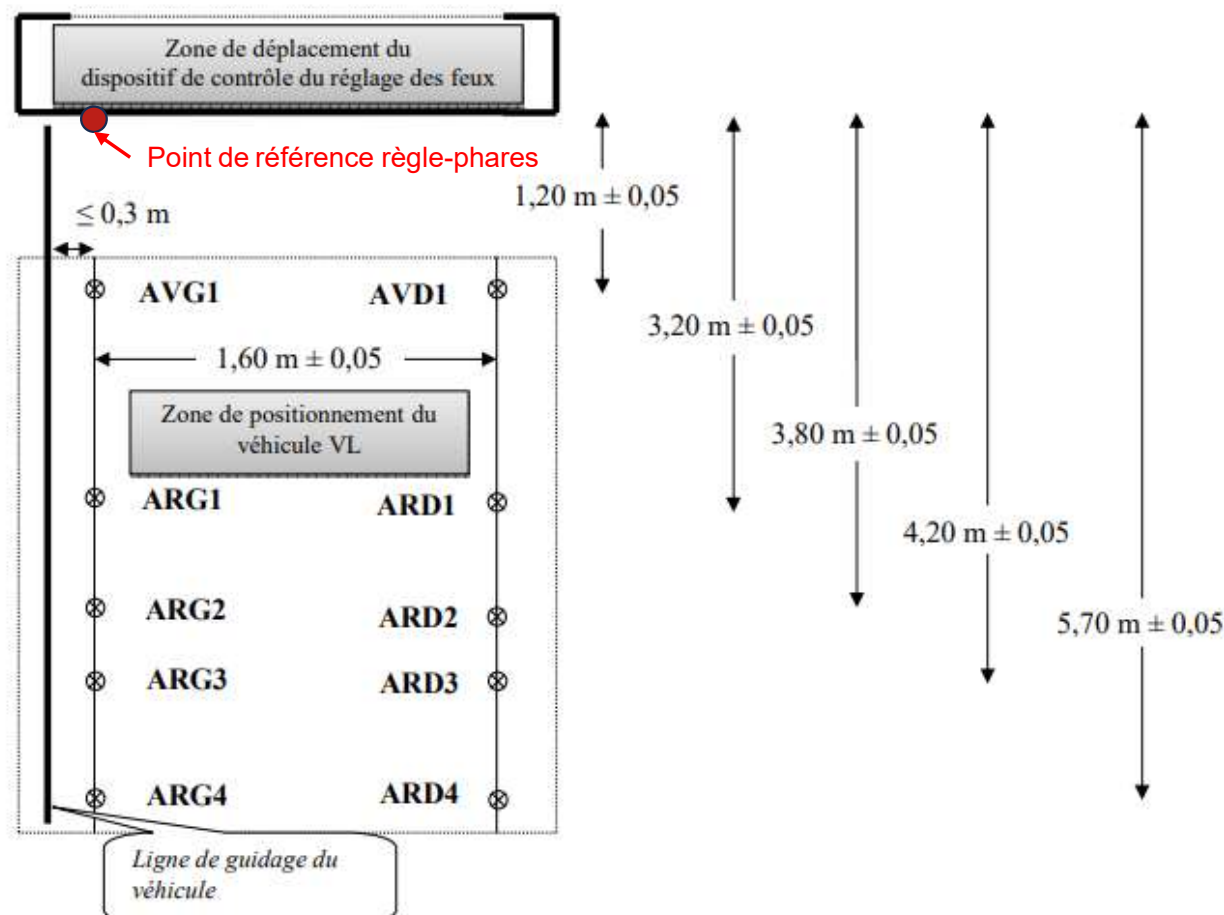 Zone de déplacement du
dispositif de contrôle du réglage des feux
Point de référence règle-phares
≤ 0,3 m
1,20 m ± 0,05
AVG1
AVD1
3,20 m ± 0,05
1,60 m ± 0,05
Zone de positionnement du
véhicule VL
3,80 m ± 0,05
ARG1
ARD1
4,20 m ± 0,05
ARG2
ARD2
5,70 m ± 0,05
ARG3
ARD3
ARG4
ARD4
Ligne de guidage du
véhicule